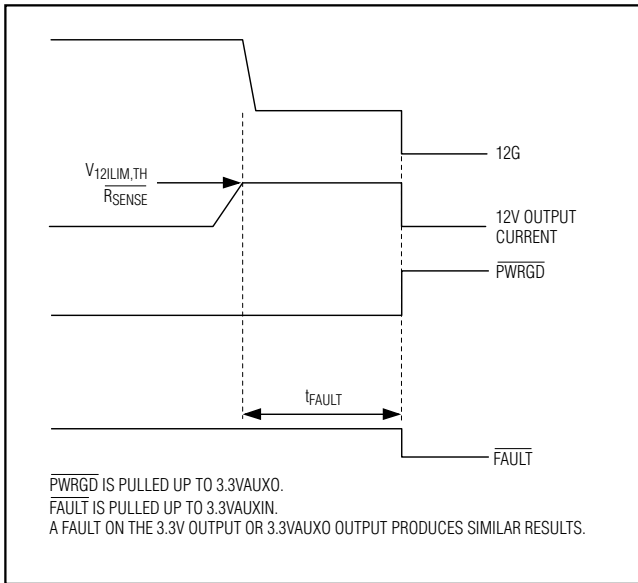 12G
V12ILIM,TH
RSENSE
12V OUTPUT
CURRENT
PWRGD
tFAULT
FAULT
PWRGD IS PULLED UP TO 3.3VAUXO.
FAULT IS PULLED UP TO 3.3VAUXIN.
A FAULT ON THE 3.3V OUTPUT OR 3.3VAUXO OUTPUT PRODUCES SIMILAR RESULTS.